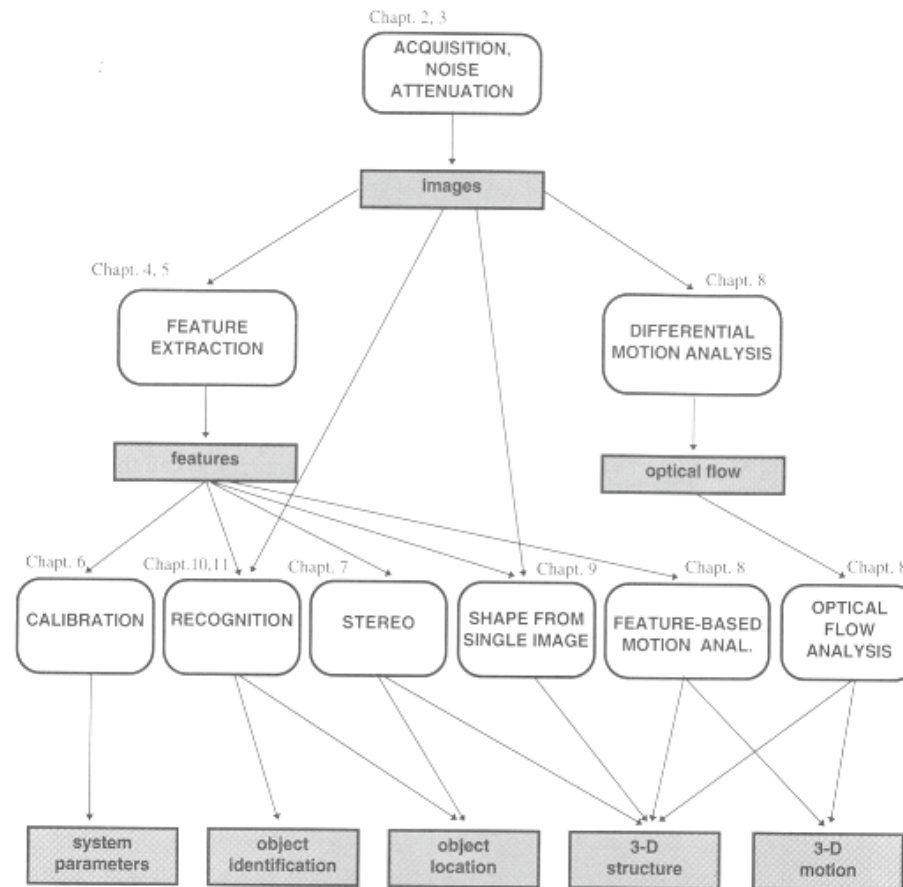 Chapt. 2, 3
ACQUISITION,
NOISE
ATTENUATION
images
Chapt. 4, 5
FEATURE
EXTRACTION
Chapt. 8
DIFFERENTIAL
MOTION ANALYSIS
features
optical flow
Chapt. 6
CALIBRATION
Chapt.10,11
RECOGNITION
Chapt. 7
STEREO
Chapt. 9
SHAPE FROM
SINGLE IMAGE
Chapt. 8
FEATURE-BASED
MOTION ANAL.
Chapt. 8
OPTICAL
FLOW
ANALYSIS
system
parameters
object
identification
object
location
3-D
structure
3-D
motion